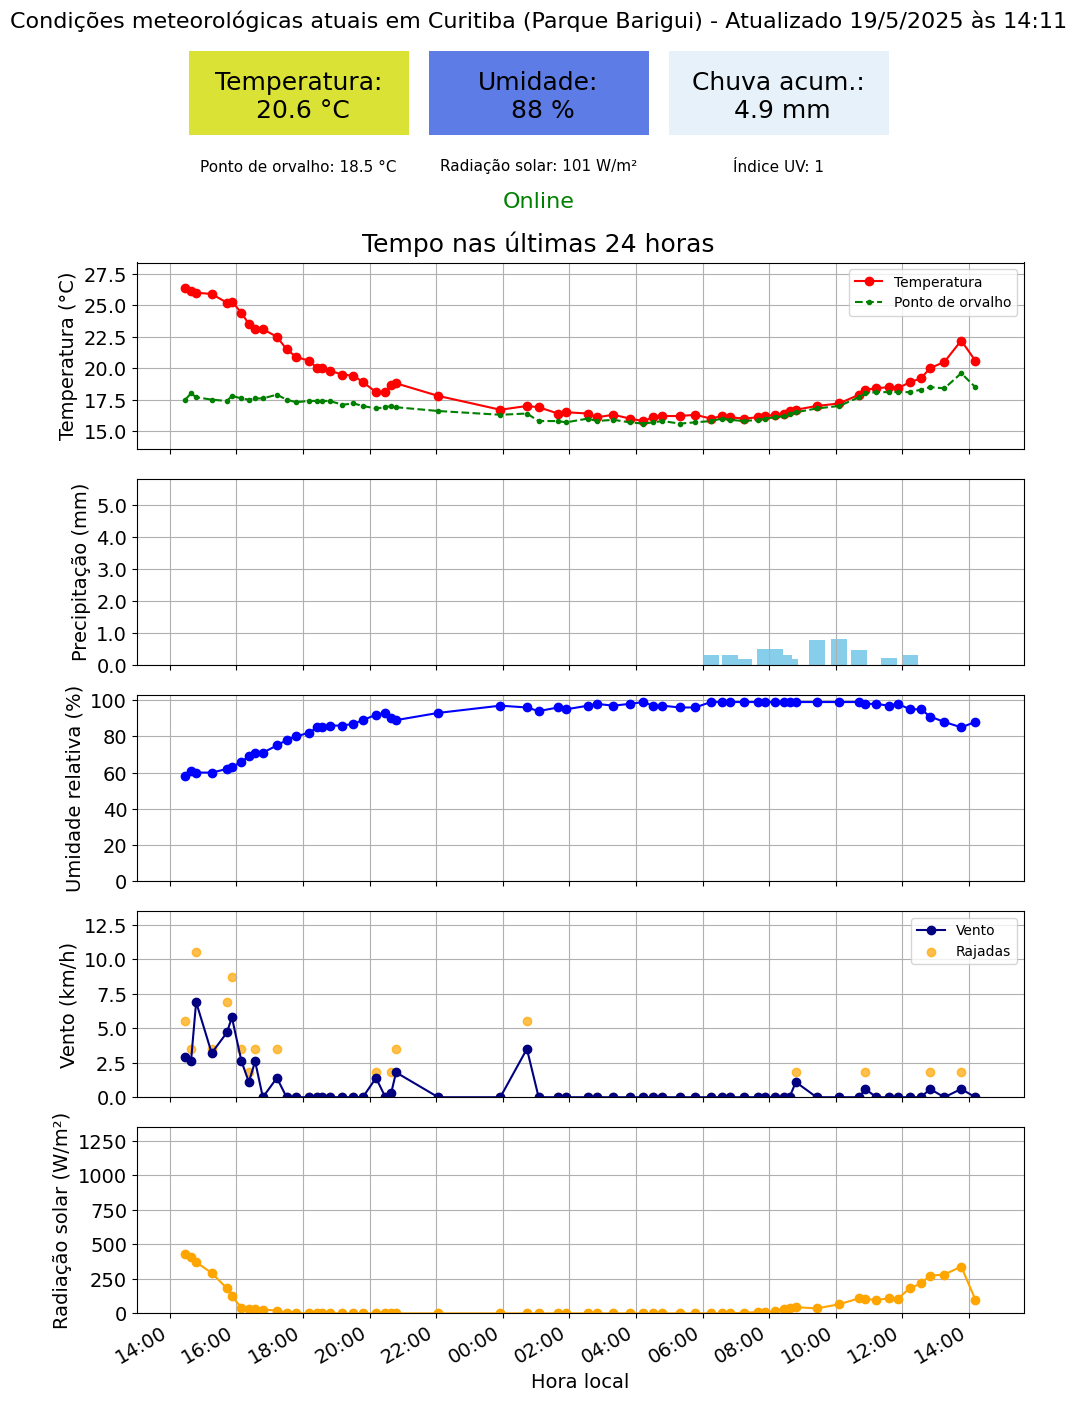 Condições meteorológicas atuais em Curitiba (Parque Barigui) - Atualizado 19/5/2025 às 14:11
Temperatura:
20.6 °C
Umidade:
88 %
Chuva acum.:
4.9 mm
Ponto de orvalho: 18.5 °C
Radiação solar: 101 W/m²
Índice UV: 1
Online
Tempo nas últimas 24 horas
Temperatura (°C)
27.5
25.0
22.5
20.0
17.5
15.0
Temperatura
Ponto de orvalho
Precipitação (mm)
5.0
4.0
3.0
2.0
1.0
0.0
Umidade relativa (%)
100
80
60
40
20
0
Vento (km/h)
12.5
10.0
7.5
5.0
2.5
0.0
Vento
Rajadas
Radiação solar (W/m²)
1250
1000
750
500
250
0
14:00
16:00
18:00
20:00
22:00
00:00
02:00
04:00
06:00
08:00
10:00
12:00
14:00
Hora local